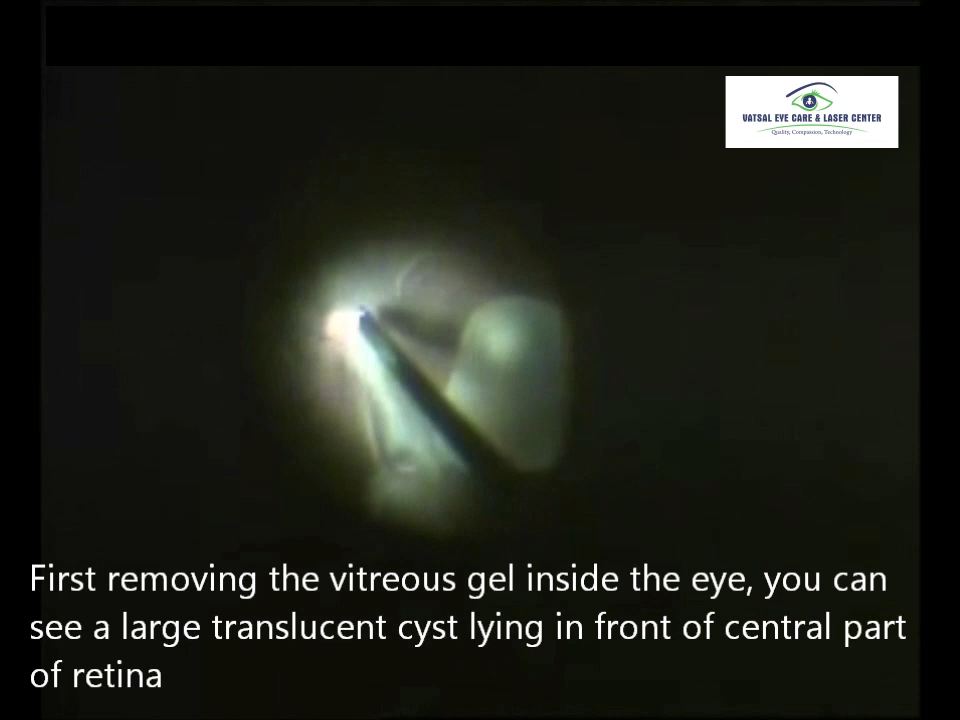 VATSAL EYE CARE & LASER CENTER
Quality, Compassion, Technology
First removing the vitreous gel inside the eye, you can
see a large translucent cyst lying in front of central part
of retina